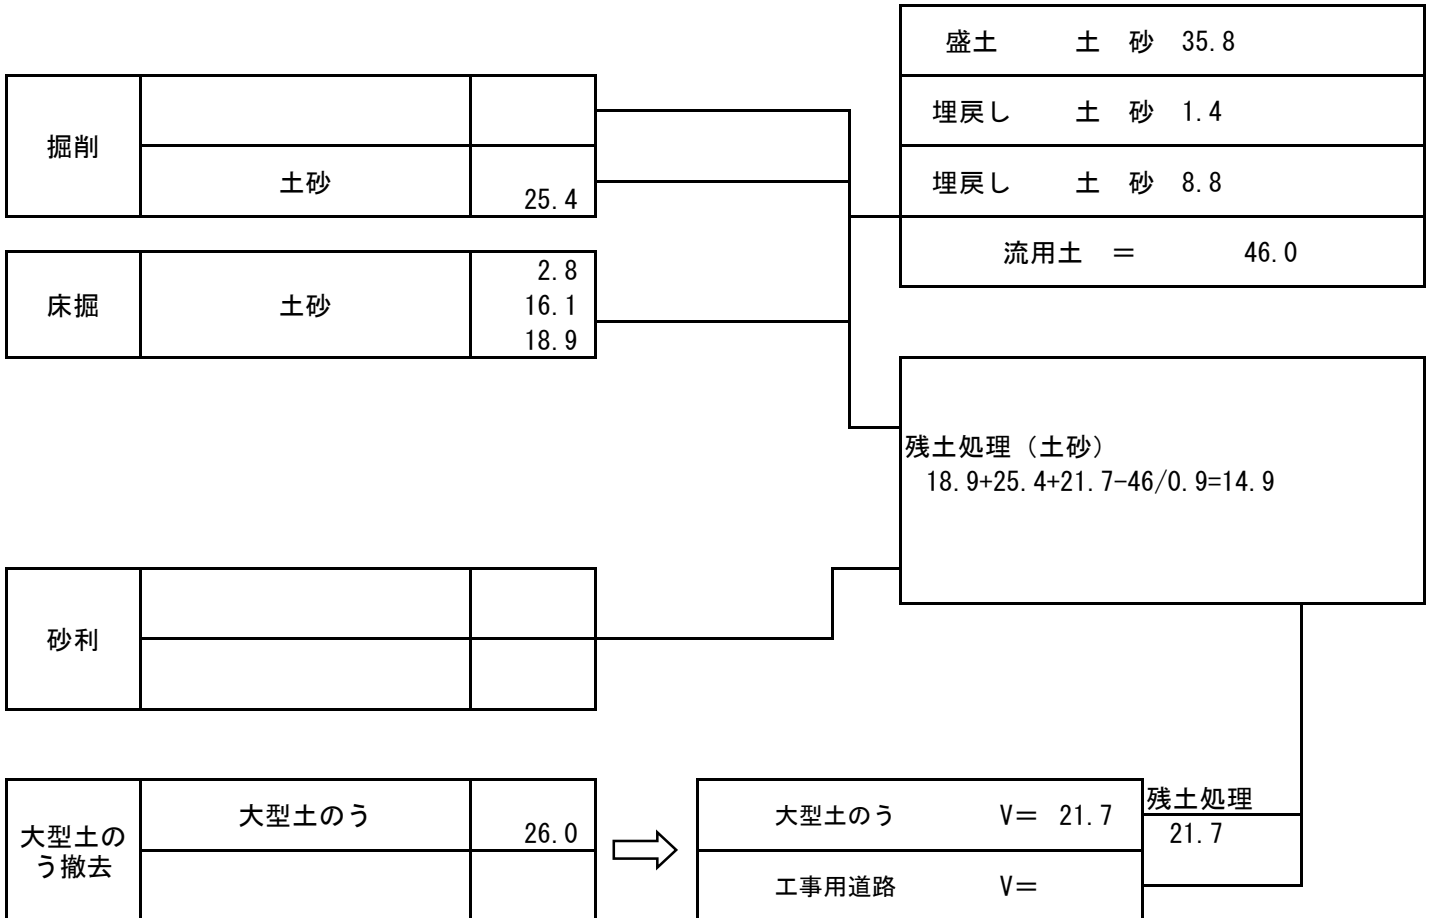 盛土 土 砂 35.8
埋戻し 土 砂 1.4
埋戻し 土 砂 8.8
流用土 ＝ 46.0
掘削
土砂 25.4
床掘 土砂
2.8
16.1
18.9
残土処理（土砂）
18.9+25.4+21.7-46/0.9=14.9
砂利
大型土の
う撤去
大型土のう 26.0
大型土のう V＝ 21.7
工事用道路 V＝
残土処理
21.7